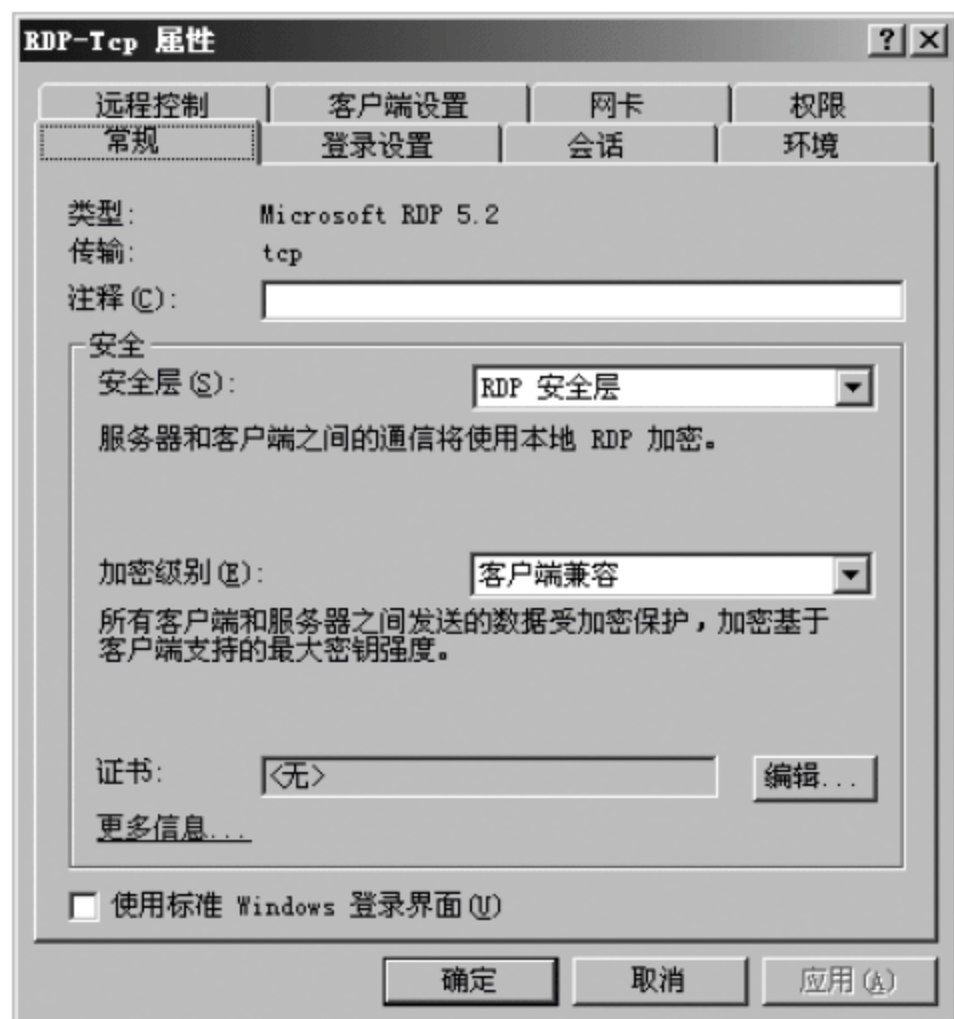 RDP-Tcp 属性
远程控制 客户端设置 网卡 权限
常规 登录设置 会话 环境
类型: Microsoft RDP 5.2
传输: tcp
注释(C):
安全
安全层(S): RDP 安全层
服务器和客户端之间的通信将使用本地 RDP 加密。
加密级别(E): 客户端兼容
所有客户端和服务器之间发送的数据受加密保护，加密基于
客户端支持的最大密钥强度。
证书: <无> 编辑...
更多信息...
使用标准 Windows 登录界面(U)
确定 取消 应用(A)